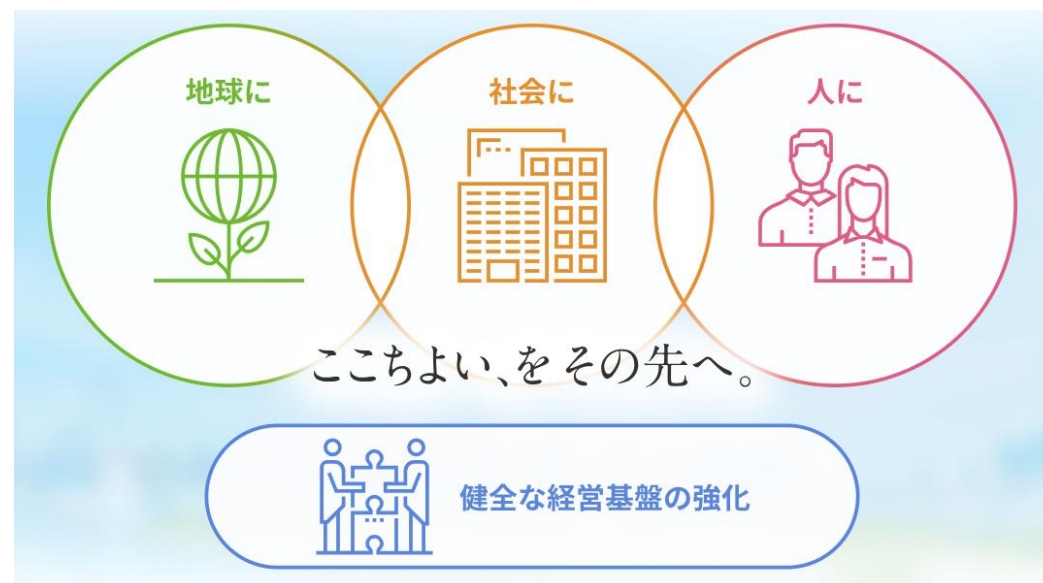 地球に
社会に
人に
ここちよい、をその先へ。
健全な経営基盤の強化